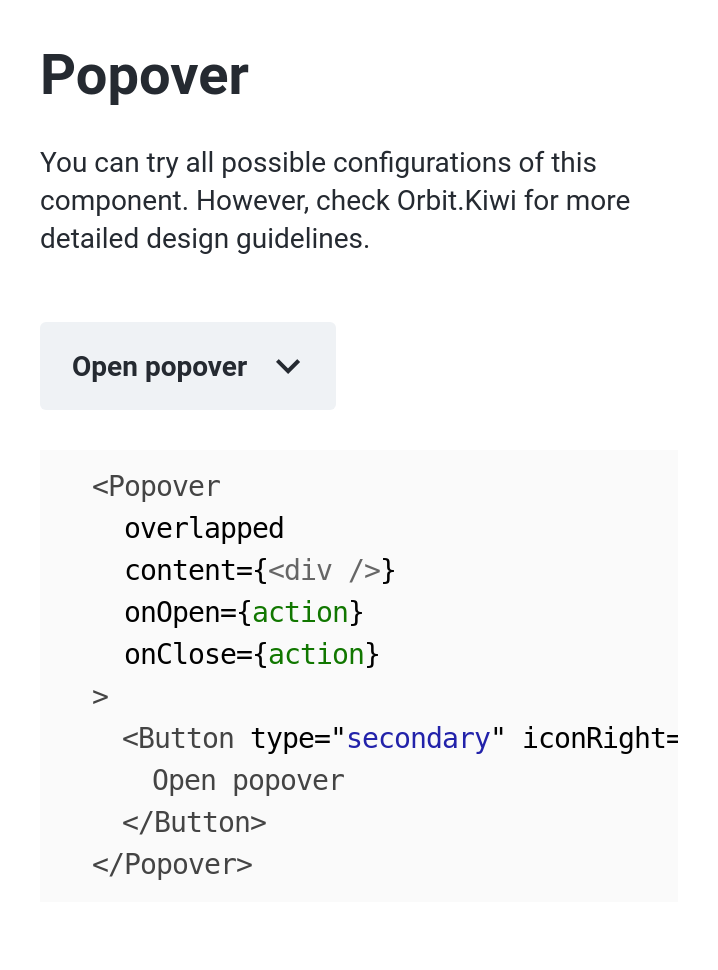 Popover
You can try all possible configurations of this
component. However, check Orbit.Kiwi for more
detailed design guidelines.
Open popover
<Popover
overlapped
content={<div />}
onOpen={action}
onClose={action}
>
<Button type="secondary" iconRight=
Open popover
</Button>
</Popover>